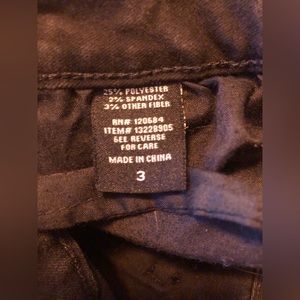 25% POLYESTER
2% SPANDEX
3% OTHER FIBER
RN# 120684
ITEM# 13228905
SEE REVERSE
FOR CARE
MADE IN CHINA
3